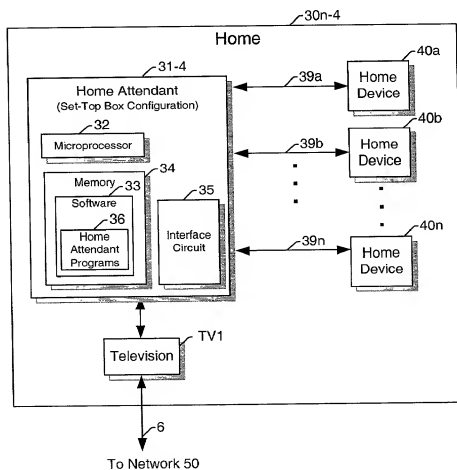 30n-4
Home
31-4
Home Attendant
(Set-Top Box Configuration)
32
Microprocessor
34
Memory
33
Software
36
Home
Attendant
Programs
35
Interface
Circuit
39a
40a
Home
Device
39b
40b
Home
Device
39n
40n
Home
Device
TV1
Television
6
To Network 50